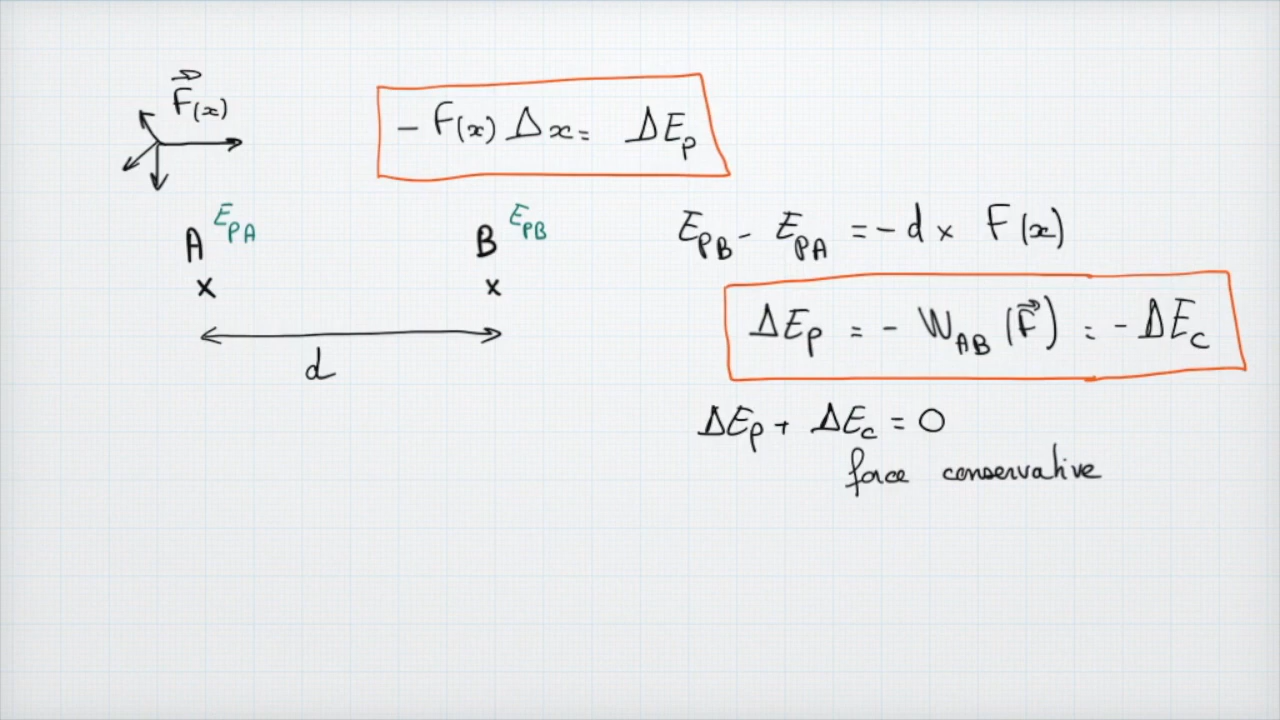 F⃗(x)
- F(x) Δx = ΔEp
A EPA
B EPB
x x
d
EPB - EPA = - d x F(x)
ΔEp = - WAB (F⃗) = - ΔEc
ΔEp + ΔEc = 0
force conservative